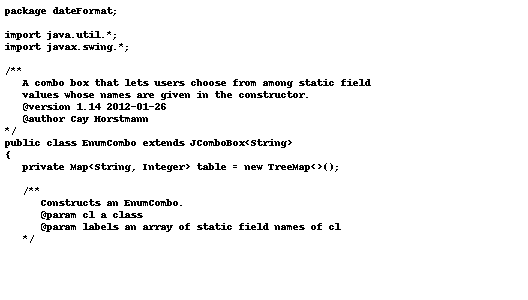 package dateFormat;

import java.util.*;
import javax.swing.*;

/**
   A combo box that lets users choose from among static field
   values whose names are given in the constructor.
   @version 1.14 2012-01-26
   @author Cay Horstmann
*/
public class EnumCombo extends JComboBox<String>
{
   private Map<String, Integer> table = new TreeMap<>();

   /**
      Constructs an EnumCombo.
      @param cl a class
      @param labels an array of static field names of cl
   */